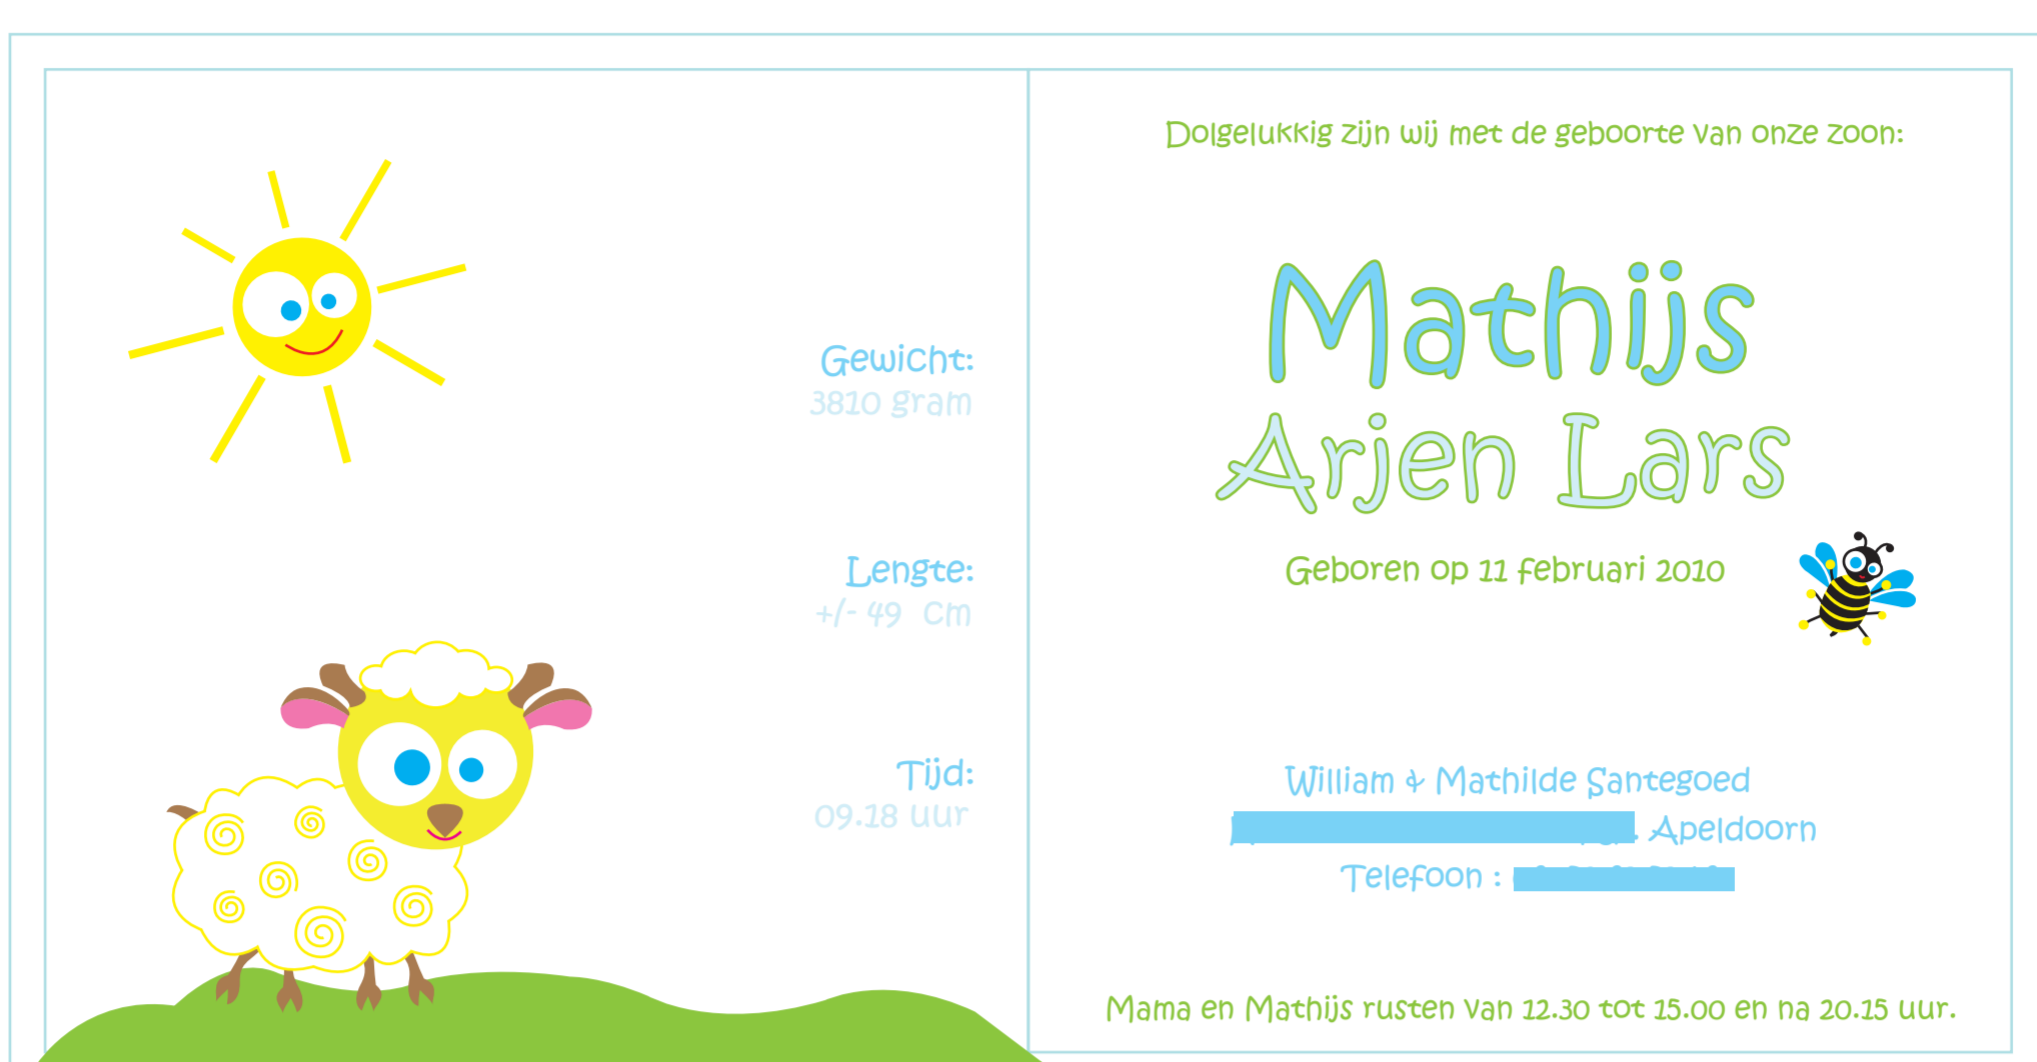 Gewicht:
3810 gram
Lengte:
+/- 49 cm
Tijd:
09.18 uur
Dolgelukkig zijn wij met de geboorte van onze zoon:
Mathijs
Arjen Lars
Geboren op 11 februari 2010
William & Mathilde Santegoed
Apeldoorn
Telefoon :
Mama en Mathijs rusten van 12.30 tot 15.00 en na 20.15 uur.